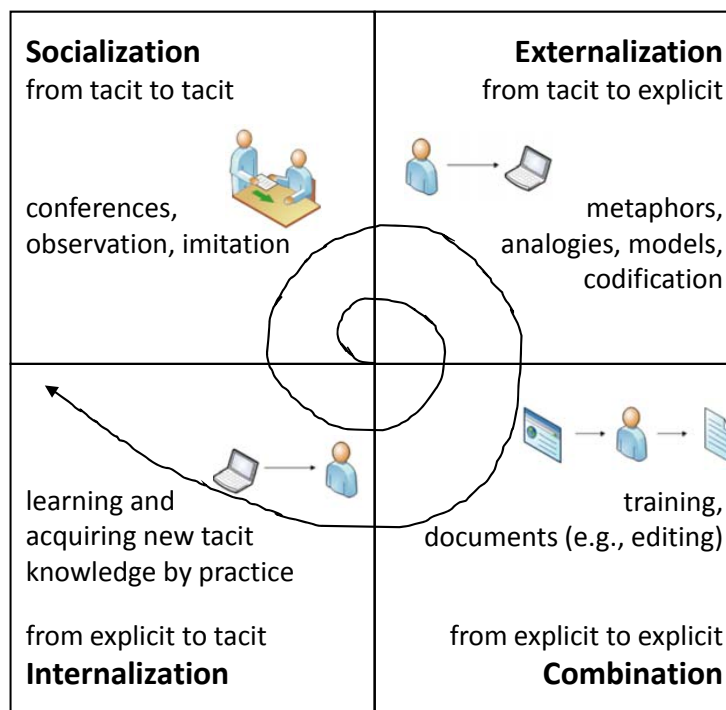 Socialization
from tacit to tacit
conferences,
observation, imitation
Externalization
from tacit to explicit
metaphors,
analogies, models,
codification
learning and
acquiring new tacit
knowledge by practice
from explicit to tacit
Internalization
training,
documents (e.g., editing)
from explicit to explicit
Combination